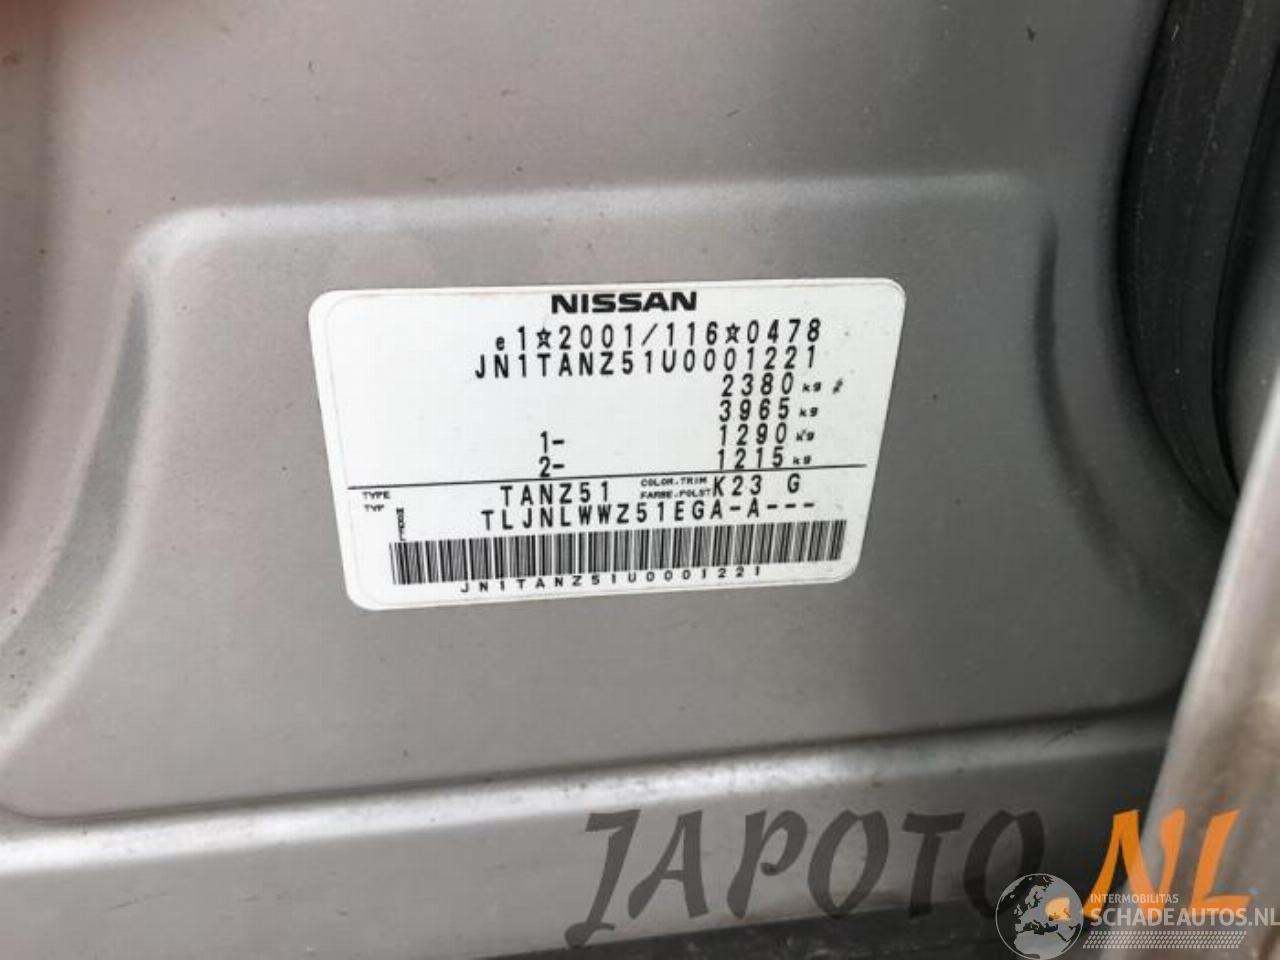 NISSAN
e1☆2001/116☆0478
JN1TANZ51U0001221
2380 kg
3965 kg
1- 1290 kg
2- 1215 kg
TYPE TYP TANZ51 COLOR.TRIM FARBE.POLST K23 G
TLJNLWWZ51EGA-A---
JN1TANZ51U0001221
JAPOTO.NL
INTERMOBILITAS
SCHADEAUTOS.NL